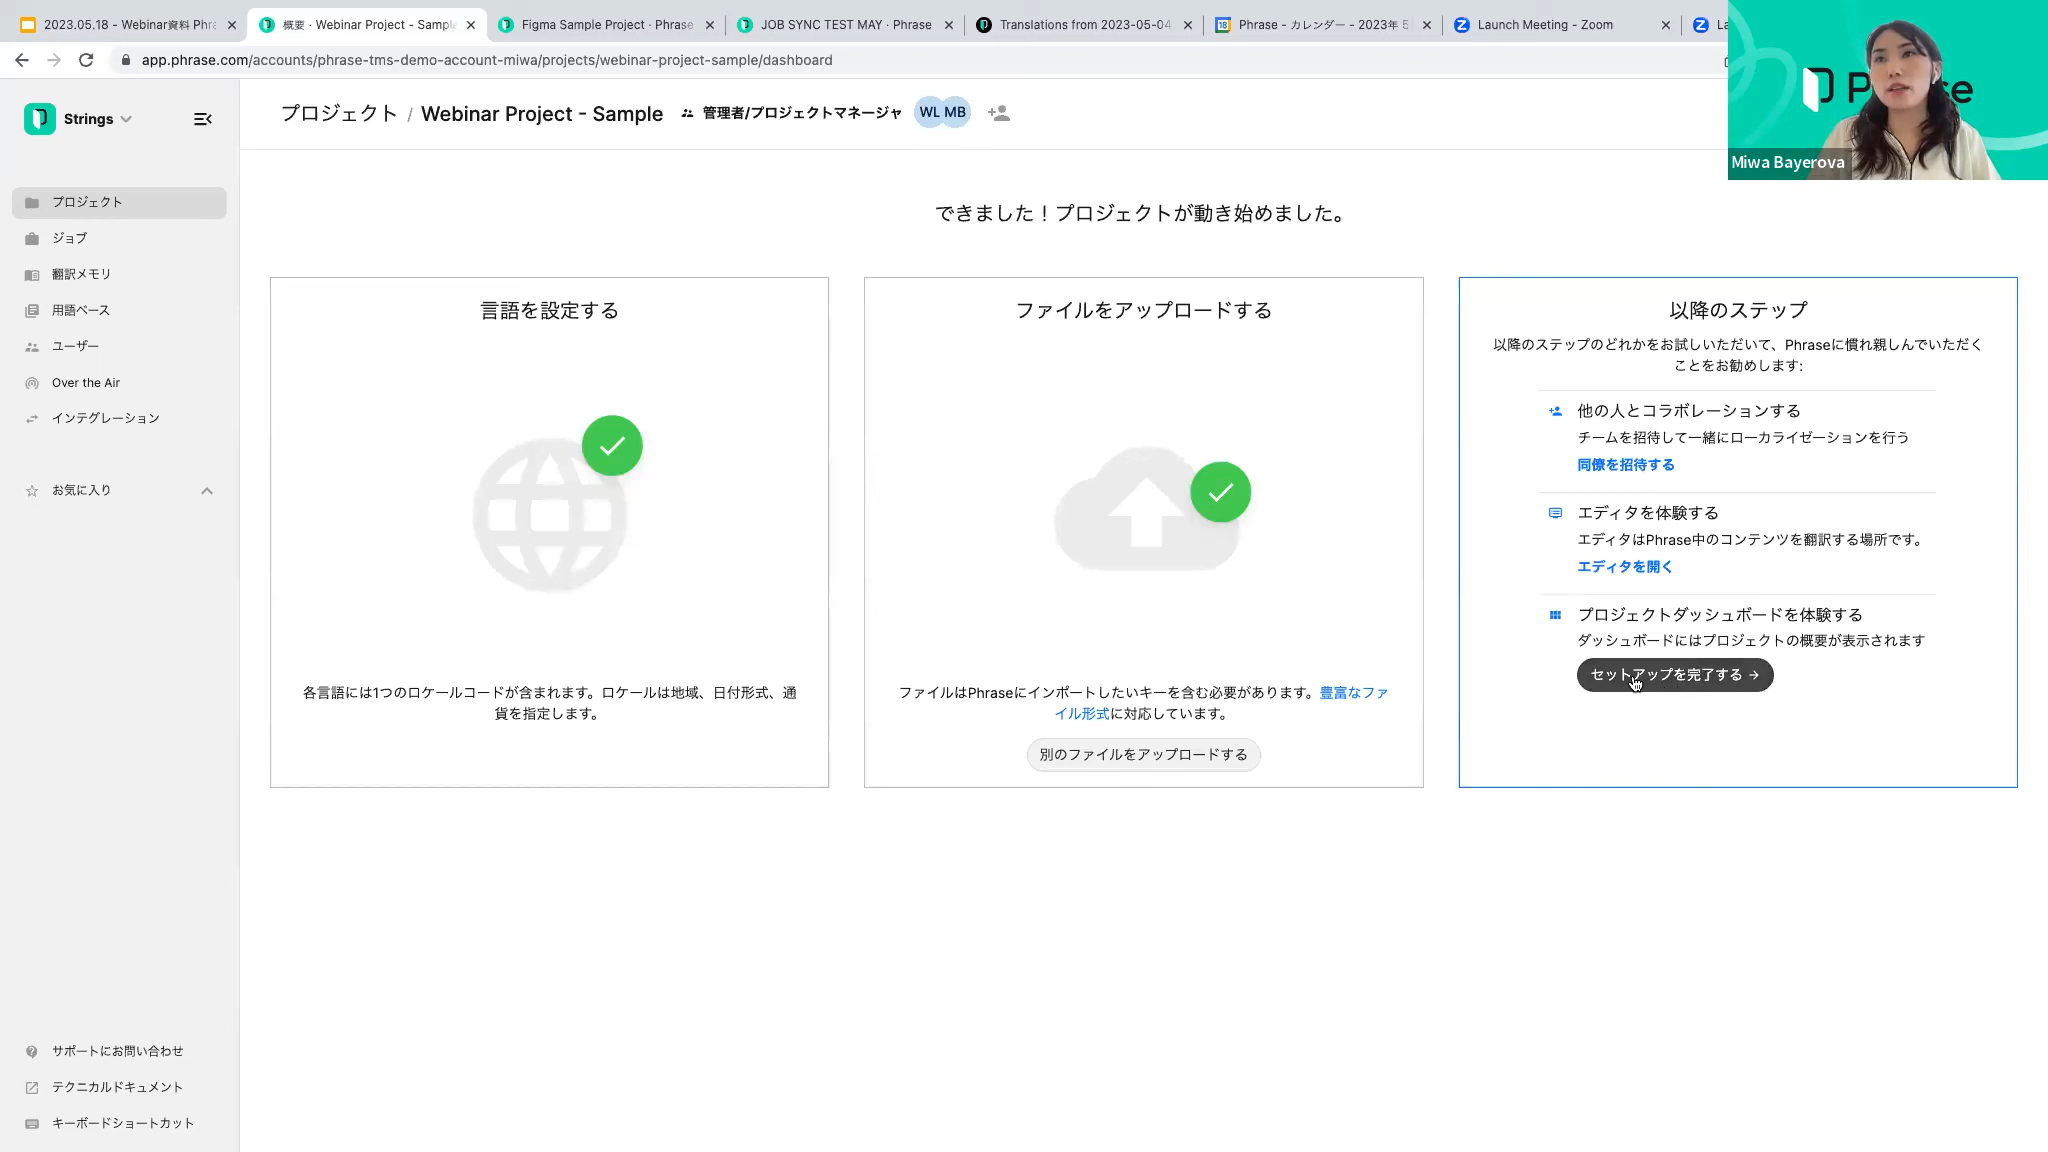 2023.05.18 - Webinar資料 Phra
概要 · Webinar Project - Sample
Figma Sample Project · Phrase
JOB SYNC TEST MAY · Phrase
Translations from 2023-05-04
Phrase - カレンダー - 2023年 5
Launch Meeting - Zoom
La
app.phrase.com/accounts/phrase-tms-demo-account-miwa/projects/webinar-project-sample/dashboard
Miwa Bayerova
Strings
プロジェクト / Webinar Project - Sample
管理者/プロジェクトマネージャ
WL MB
プロジェクト
ジョブ
翻訳メモリ
用語ベース
ユーザー
Over the Air
インテグレーション
お気に入り
サポートにお問い合わせ
テクニカルドキュメント
キーボードショートカット
できました！プロジェクトが動き始めました。
言語を設定する
各言語には1つのロケールコードが含まれます。ロケールは地域、日付形式、通
貨を指定します。
ファイルをアップロードする
ファイルはPhraseにインポートしたいキーを含む必要があります。豊富なファ
イル形式に対応しています。
別のファイルをアップロードする
以降のステップ
以降のステップのどれかをお試しいただいて、Phraseに慣れ親しんでいただく
ことをお勧めします:
他の人とコラボレーションする
チームを招待して一緒にローカライゼーションを行う
同僚を招待する
エディタを体験する
エディタはPhrase中のコンテンツを翻訳する場所です。
エディタを開く
プロジェクトダッシュボードを体験する
ダッシュボードにはプロジェクトの概要が表示されます
セットアップを完了する →